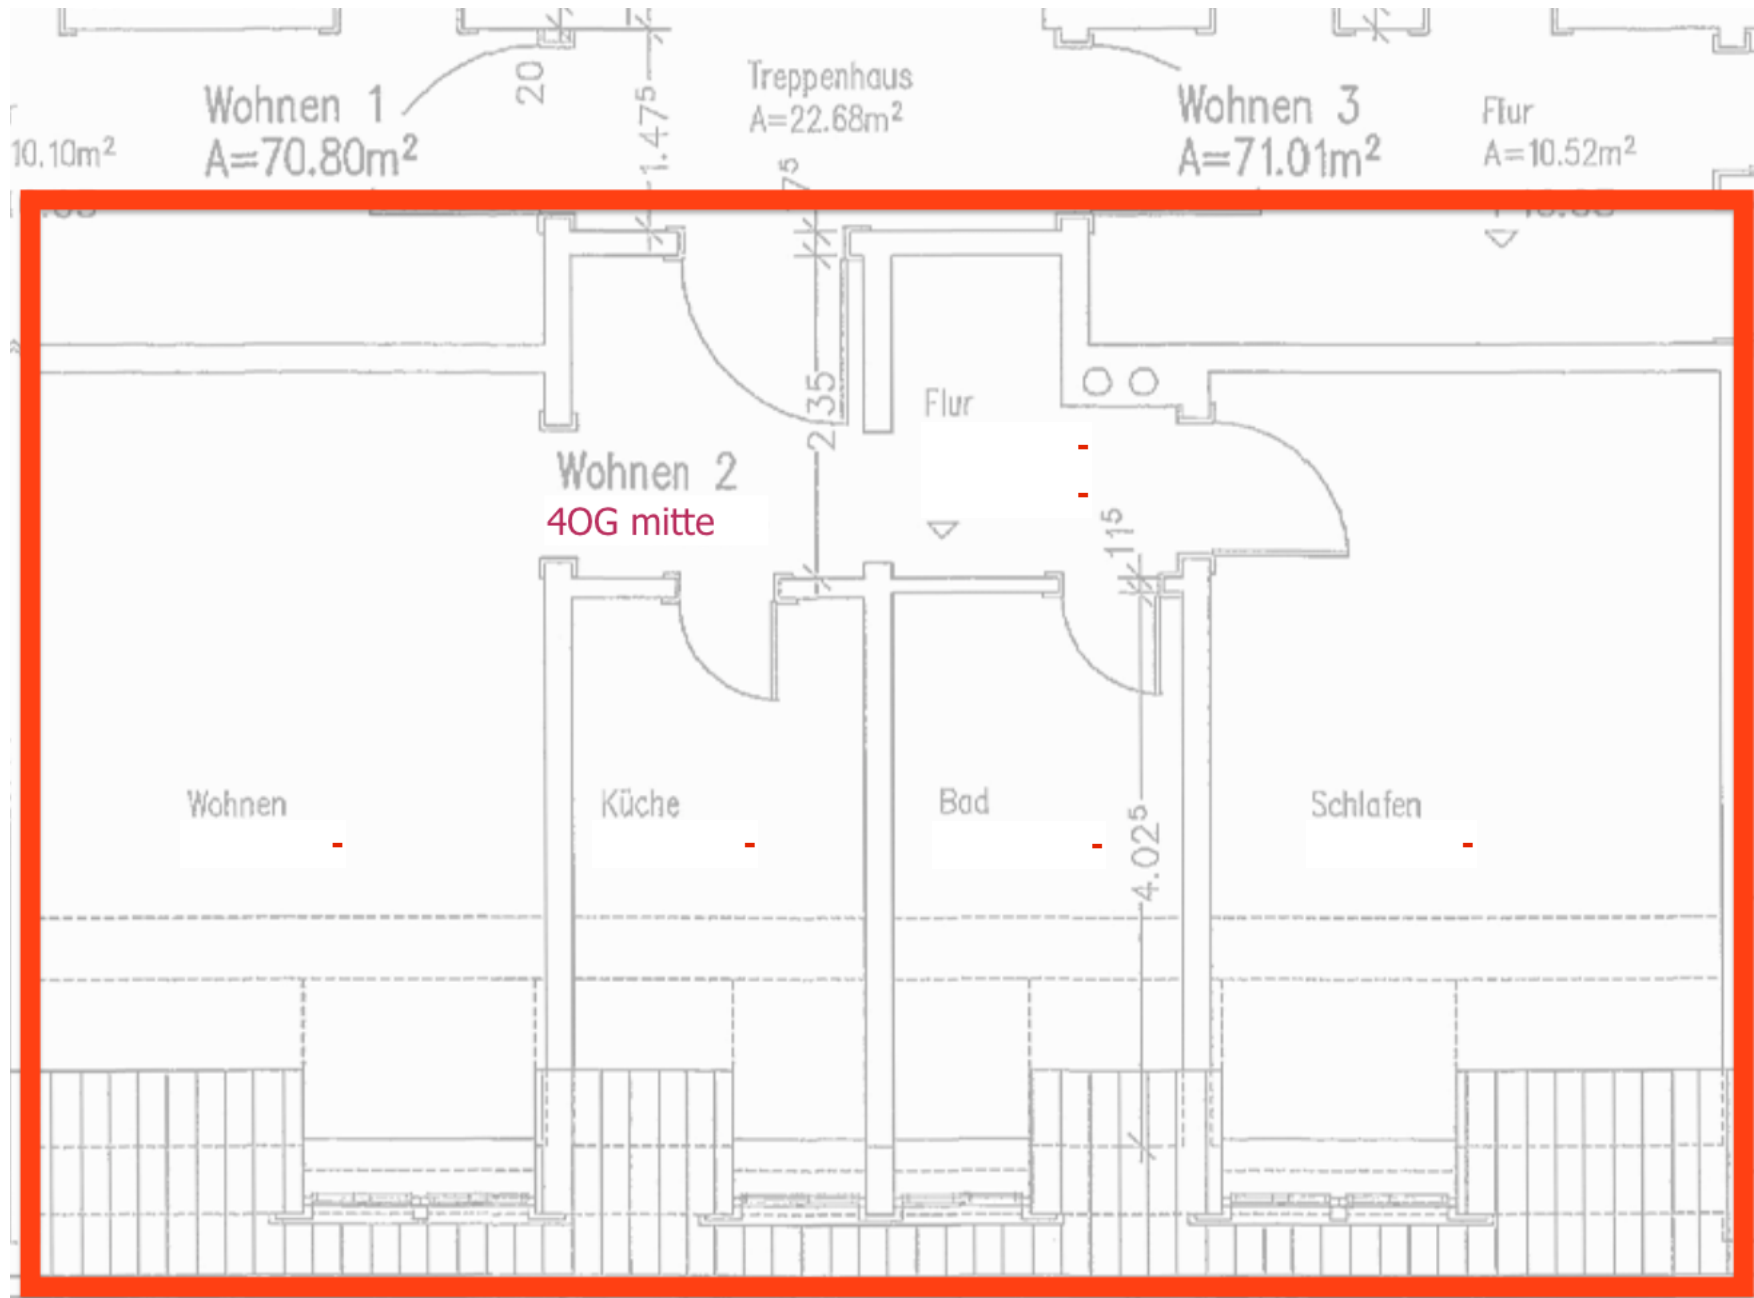 20
1.47⁵
Treppenhaus
A=22.68m²
Wohnen 1
A=70.80m²
10.10m²
Wohnen 3
A=71.01m²
Flur
A=10.52m²
2.35
Flur
Wohnen 2
4OG mitte
-
-
11⁵
Wohnen
-
Küche
-
Bad
-
4.02⁵
Schlafen
-